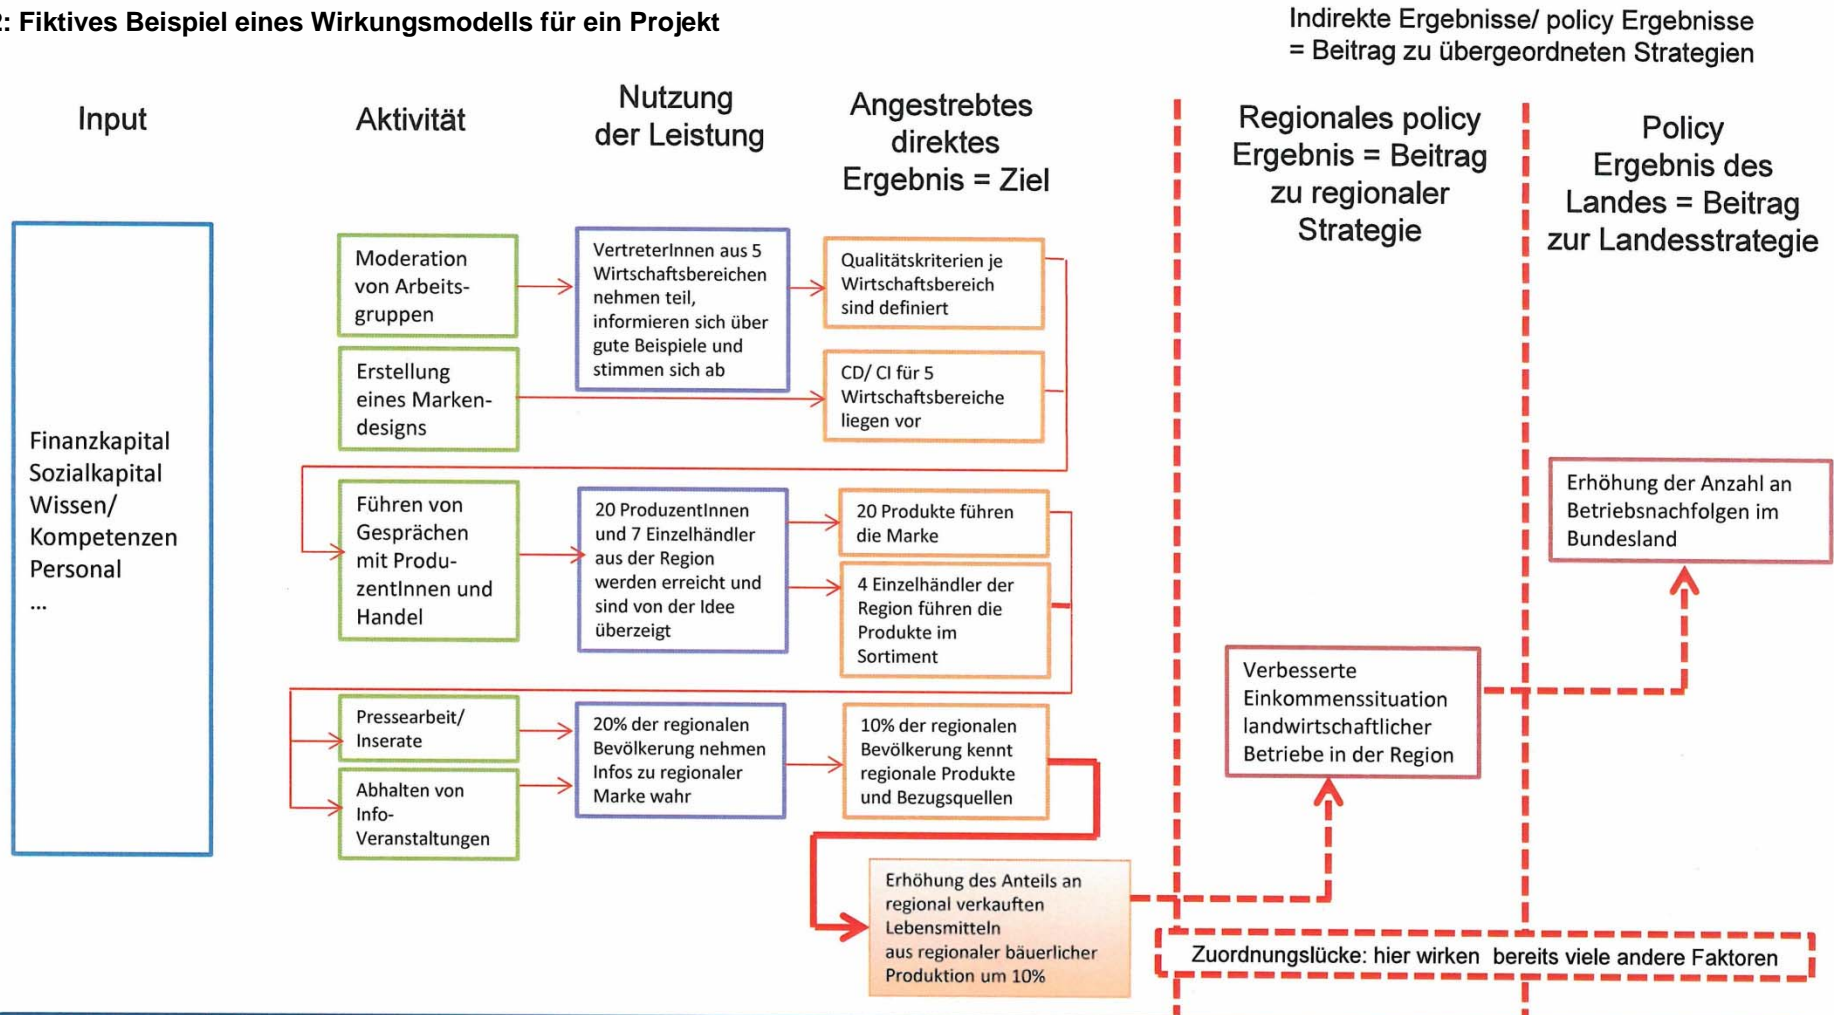 2: Fiktives Beispiel eines Wirkungsmodells für ein Projekt
Indirekte Ergebnisse/ policy Ergebnisse
= Beitrag zu übergeordneten Strategien
Input
Aktivität
Nutzung
der Leistung
Angestrebtes
direktes
Ergebnis = Ziel
Regionales policy
Ergebnis = Beitrag
zu regionaler
Strategie
Policy
Ergebnis des
Landes = Beitrag
zur Landesstrategie
Finanzkapital
Sozialkapital
Wissen/
Kompetenzen
Personal
...
Moderation
von Arbeits-
gruppen
VertreterInnen aus 5
Wirtschaftsbereichen
nehmen teil,
informieren sich über
gute Beispiele und
stimmen sich ab
Qualitätskriterien je
Wirtschaftsbereich
sind definiert
Erstellung
eines Marken-
designs
CD/ CI für 5
Wirtschaftsbereiche
liegen vor
Führen von
Gesprächen
mit Produ-
zentInnen und
Handel
20 ProduzentInnen
und 7 Einzelhändler
aus der Region
werden erreicht und
sind von der Idee
überzeigt
20 Produkte führen
die Marke
4 Einzelhändler der
Region führen die
Produkte im
Sortiment
Pressearbeit/
Inserate
Abhalten von
Info-
Veranstaltungen
20% der regionalen
Bevölkerung nehmen
Infos zu regionaler
Marke wahr
10% der regionalen
Bevölkerung kennt
regionale Produkte
und Bezugsquellen
Erhöhung des Anteils an
regional verkauften
Lebensmitteln
aus regionaler bäuerlicher
Produktion um 10%
Verbesserte
Einkommenssituation
landwirtschaftlicher
Betriebe in der Region
Erhöhung der Anzahl an
Betriebsnachfolgen im
Bundesland
Zuordnungslücke: hier wirken bereits viele andere Faktoren